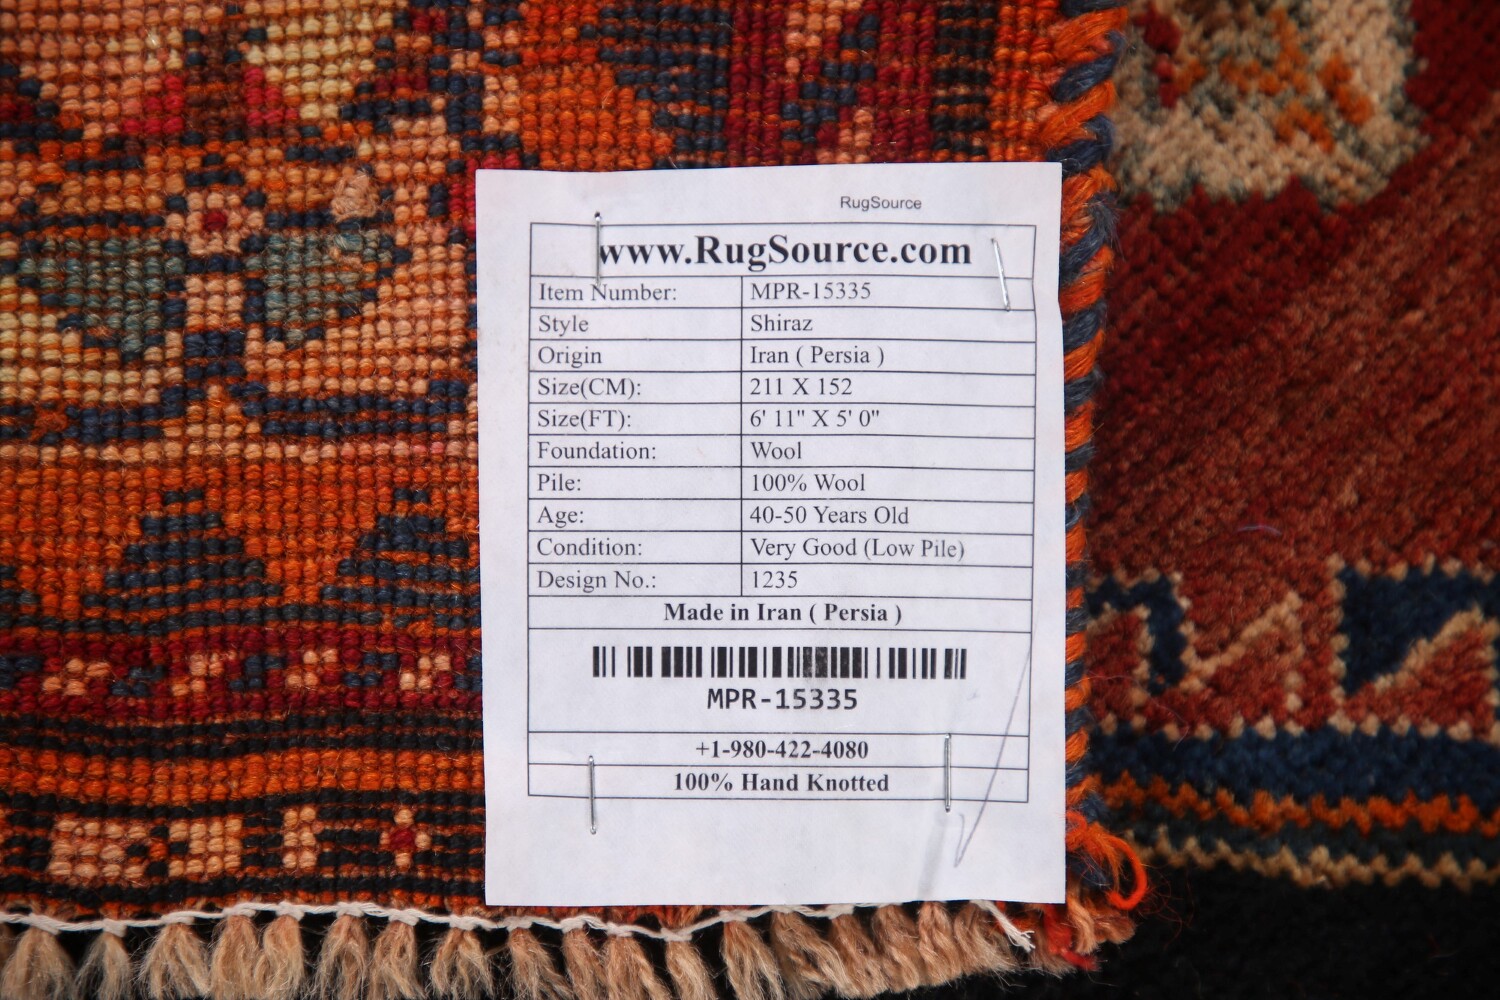 RugSource
www.RugSource.com
Item Number: MPR-15335
Style Shiraz
Origin Iran ( Persia )
Size(CM): 211 X 152
Size(FT): 6' 11" X 5' 0"
Foundation: Wool
Pile: 100% Wool
Age: 40-50 Years Old
Condition: Very Good (Low Pile)
Design No.: 1235
Made in Iran ( Persia )
MPR-15335
+1-980-422-4080
100% Hand Knotted